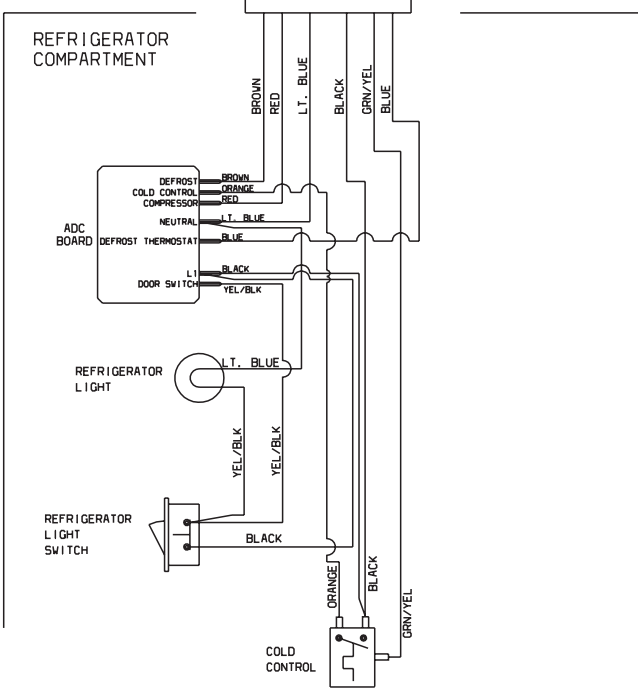 REFRIGERATOR
COMPARTMENT
BROWN
RED
LT. BLUE
BLACK
GRN/YEL
BLUE
ADC
BOARD
DEFROST
COLD CONTROL
COMPRESSOR
NEUTRAL
DEFROST THERMOSTAT
L1
DOOR SWITCH
BROWN
ORANGE
RED
LT. BLUE
BLUE
BLACK
YEL/BLK
REFRIGERATOR
LIGHT
LT. BLUE
YEL/BLK
YEL/BLK
REFRIGERATOR
LIGHT
SWITCH
BLACK
ORANGE
BLACK
GRN/YEL
COLD
CONTROL